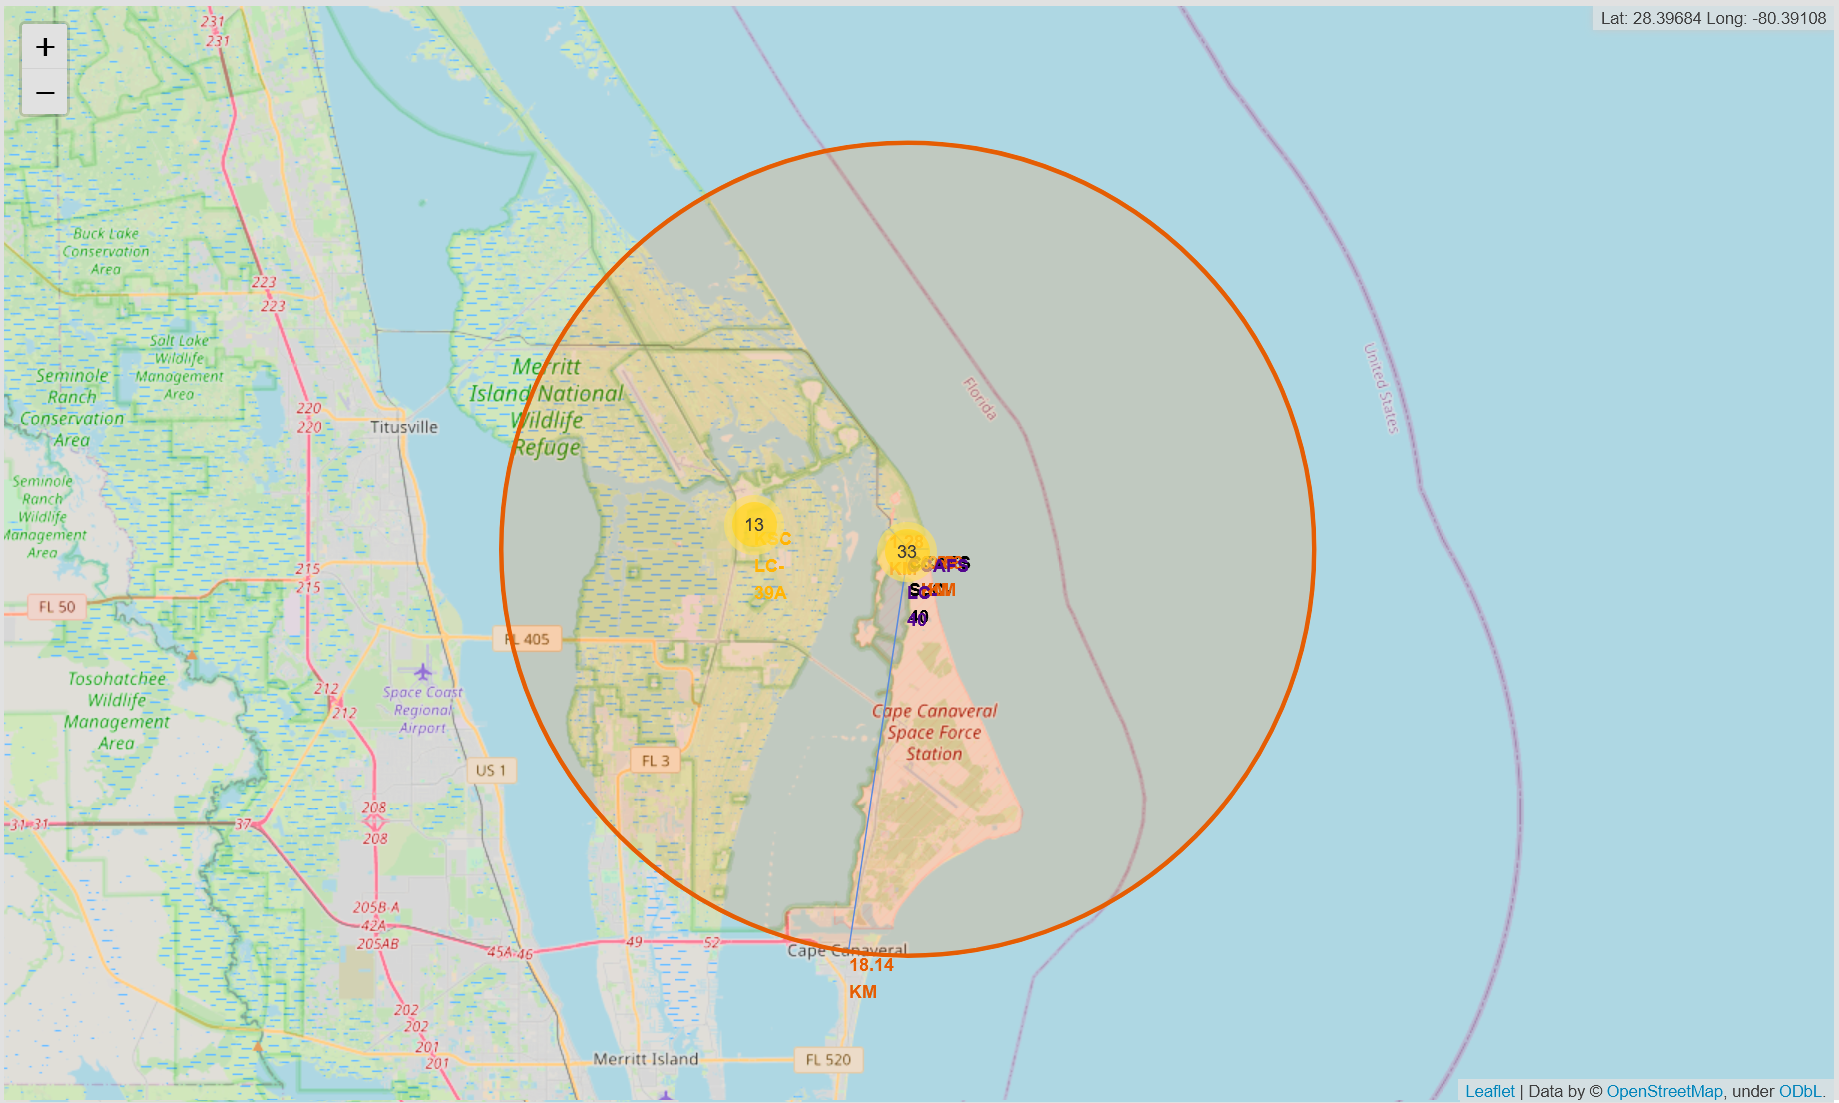 231
231
+
−
Lat: 28.39684 Long: -80.39108
Buck Lake
Conservation
Area
223
223
Salt Lake
Wildlife
Management
Area
Seminole
Ranch
Conservation
Area
220
220
Titusville
Merritt
Island National
Wildlife
Refuge
Florida
United States
Seminole
Ranch
Wildlife
Management
Area
13
LC-
39A
33
KM
AFS
KM
40
40
215
215
FL 50
FL 405
Tosohatchee
Wildlife
Management
Area
212
212
Space Coast
Regional
Airport
Cape Canaveral
Space Force
Station
FL 3
US 1
31-31
37
208
208
205B-A
42A
205AB
45A-46
49
52
Cape Canaveral
18.14
KM
202
202
201
201
Merritt Island
FL 520
Leaflet | Data by © OpenStreetMap, under ODbL.